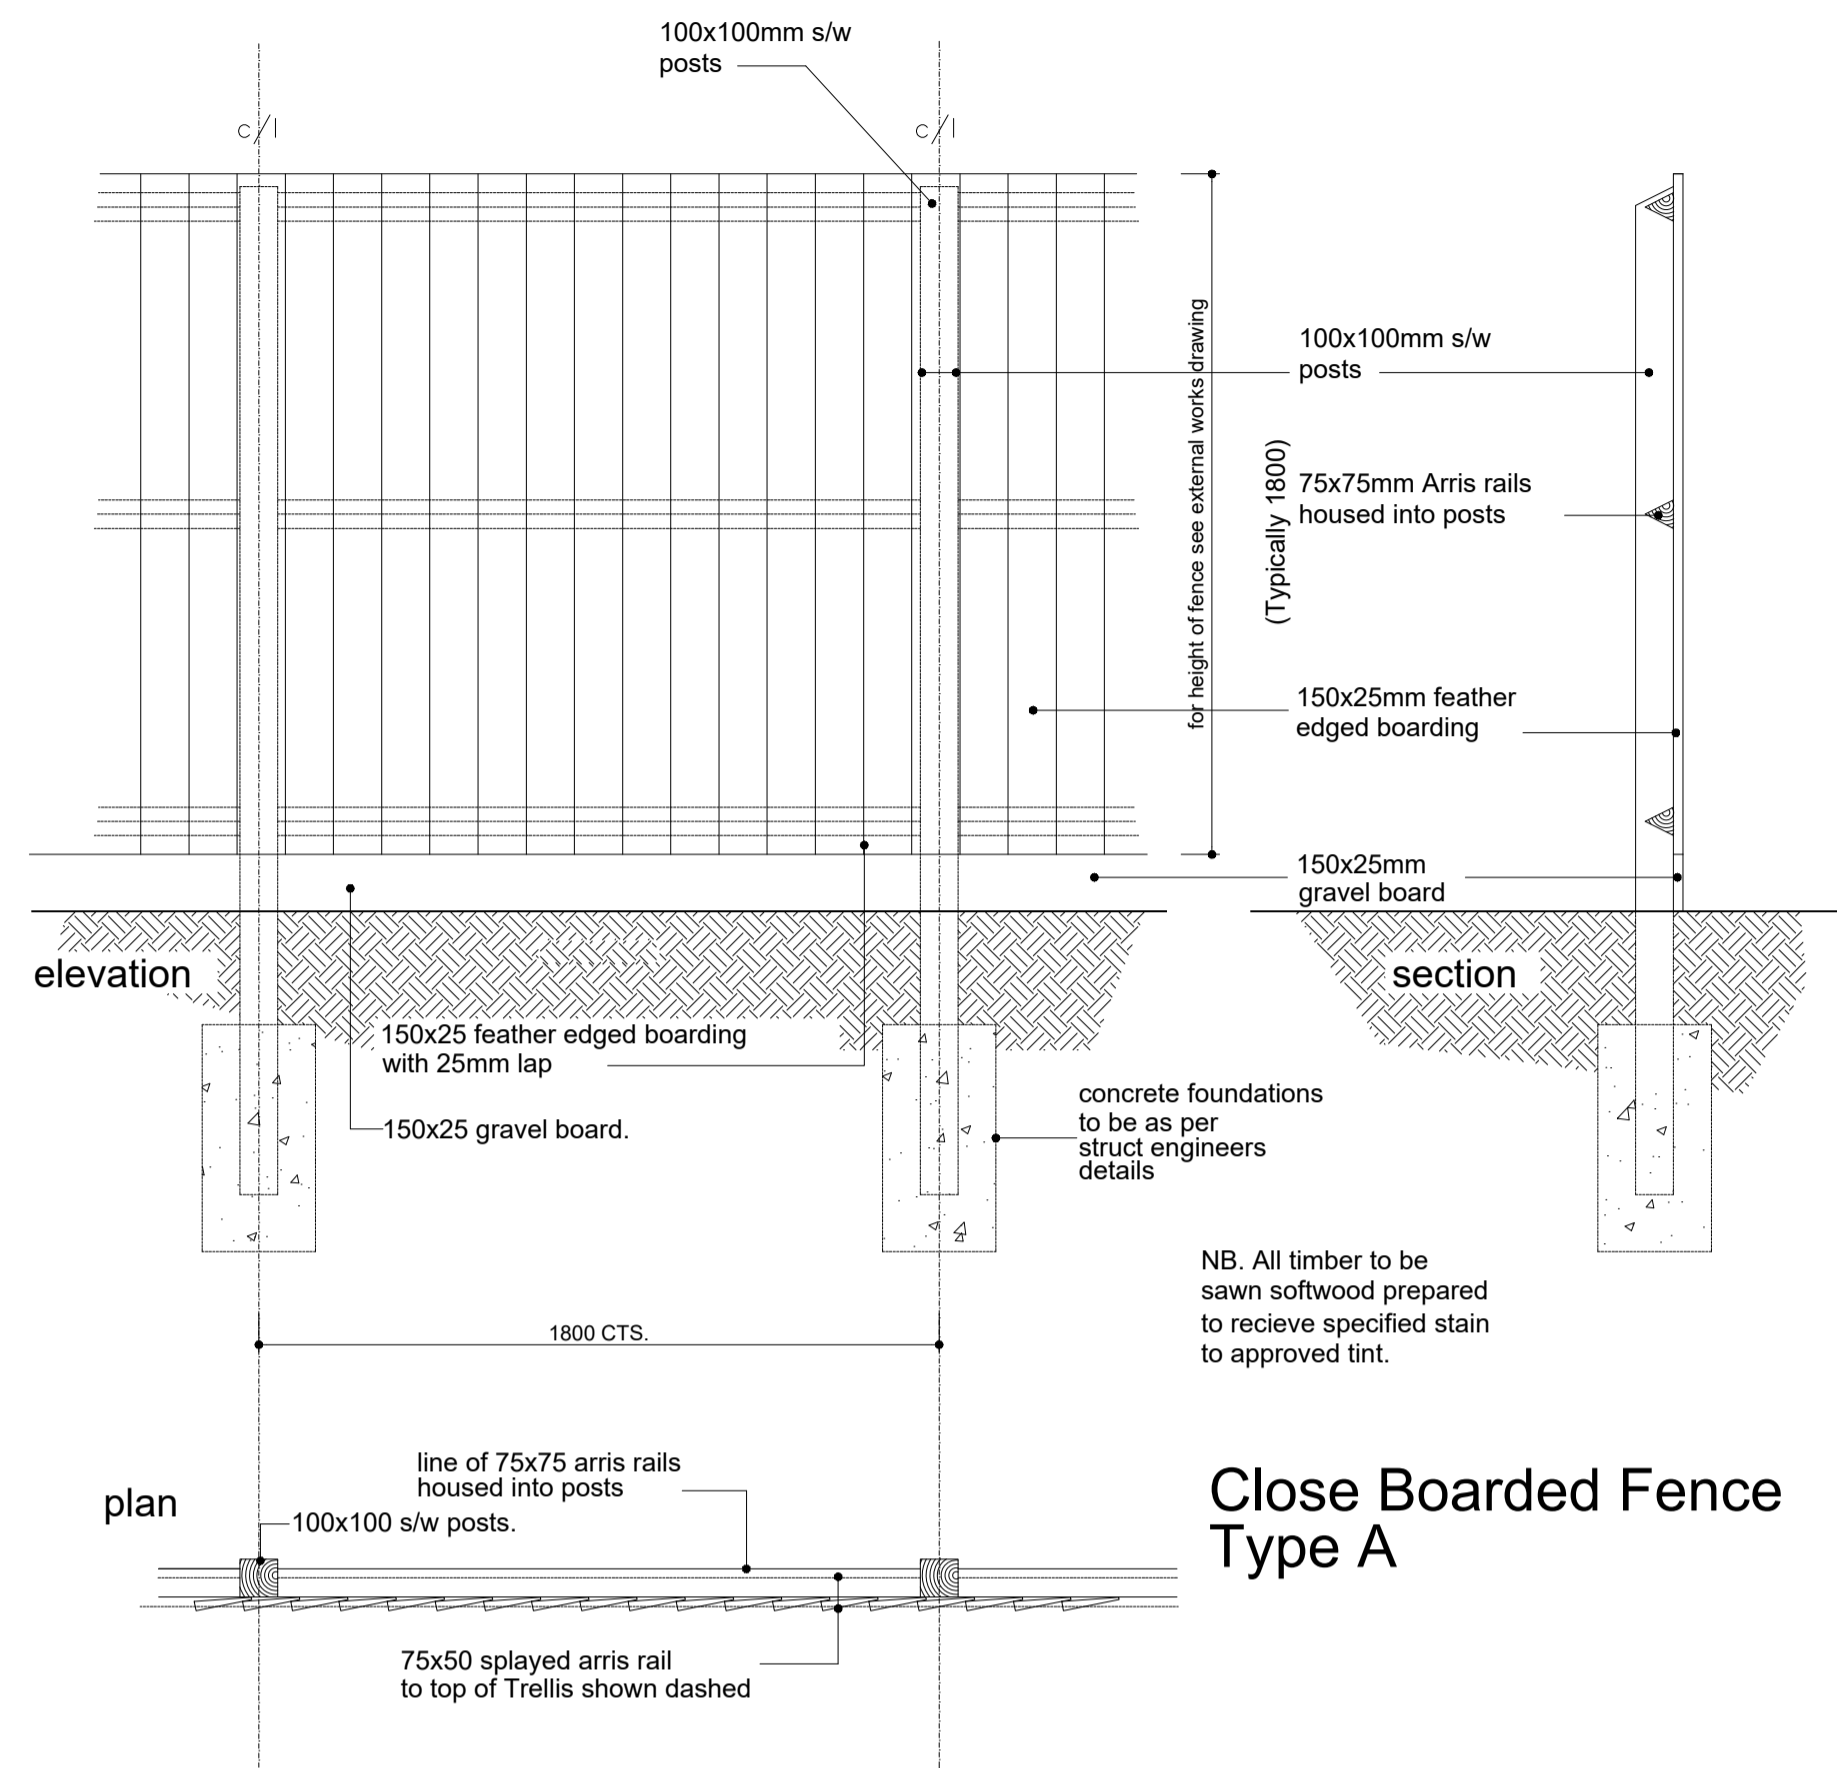 100x100mm s/w
posts
c/l
c/l
for height of fence see external works drawing
(Typically 1800)
100x100mm s/w
posts
75x75mm Arris rails
housed into posts
150x25mm feather
edged boarding
150x25mm
gravel board
elevation
section
150x25 feather edged boarding
with 25mm lap
150x25 gravel board.
concrete foundations
to be as per
struct engineers
details
NB. All timber to be
sawn softwood prepared
to recieve specified stain
to approved tint.
1800 CTS.
plan
line of 75x75 arris rails
housed into posts
100x100 s/w posts.
75x50 splayed arris rail
to top of Trellis shown dashed
Close Boarded Fence
Type A